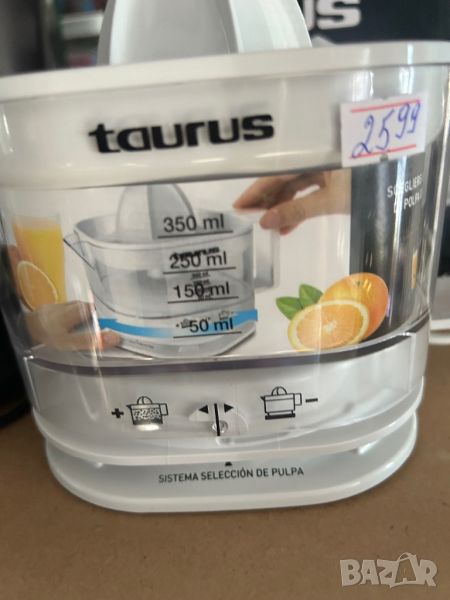 taurus
2599
350 ml
250 ml
150 ml
50 ml
+
-
SISTEMA SELECCIÓN DE PULPA
BAZAR